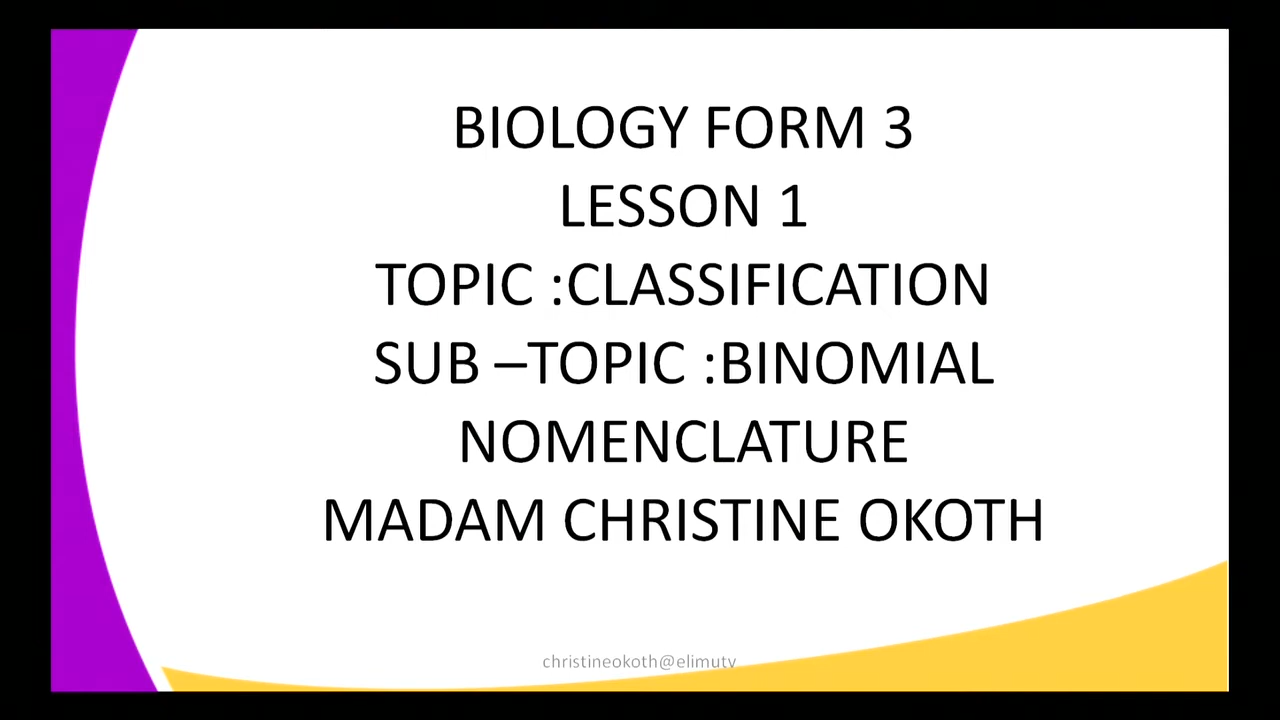 BIOLOGY FORM 3
LESSON 1
TOPIC :CLASSIFICATION
SUB –TOPIC :BINOMIAL
NOMENCLATURE
MADAM CHRISTINE OKOTH
christineokoth@elimutv